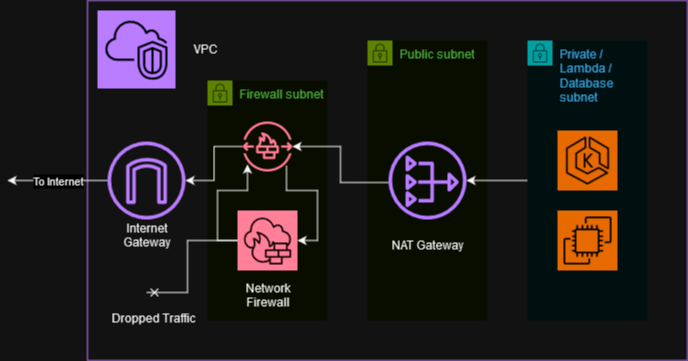 VPC
Public subnet
Private /
Lambda /
Database
subnet
Firewall subnet
K
To Internet
Internet
Gateway
NAT Gateway
Network
Firewall
Dropped Traffic